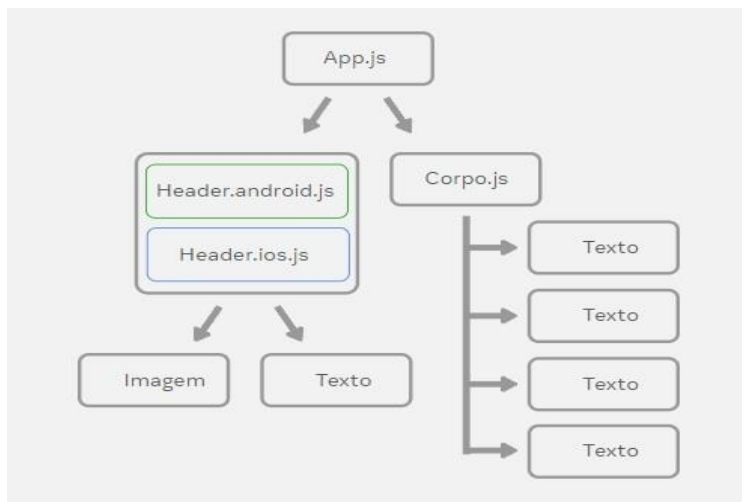 App.js
Header.android.js
Header.ios.js
Imagem
Texto
Corpo.js
Texto
Texto
Texto
Texto